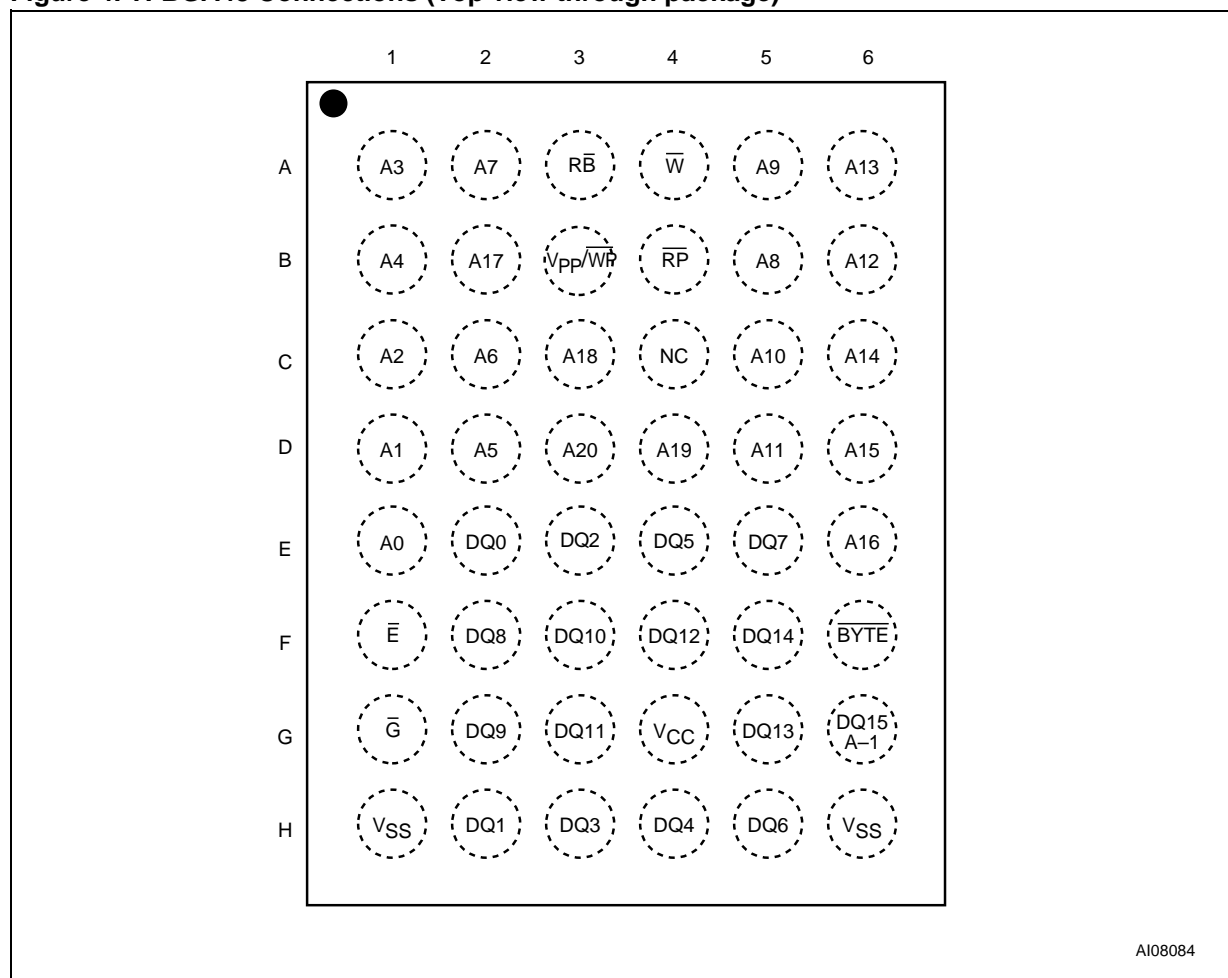 Figure 4. TFBGA48 Connections (Top view through package)
1 2 3 4 5 6
A A3 A7 RB̅ W̅ A9 A13
B A4 A17 VPP/W̅P̅ R̅P̅ A8 A12
C A2 A6 A18 NC A10 A14
D A1 A5 A20 A19 A11 A15
E A0 DQ0 DQ2 DQ5 DQ7 A16
F E̅ DQ8 DQ10 DQ12 DQ14 B̅Y̅T̅E̅
G G̅ DQ9 DQ11 VCC DQ13 DQ15
A–1
H VSS DQ1 DQ3 DQ4 DQ6 VSS
AI08084